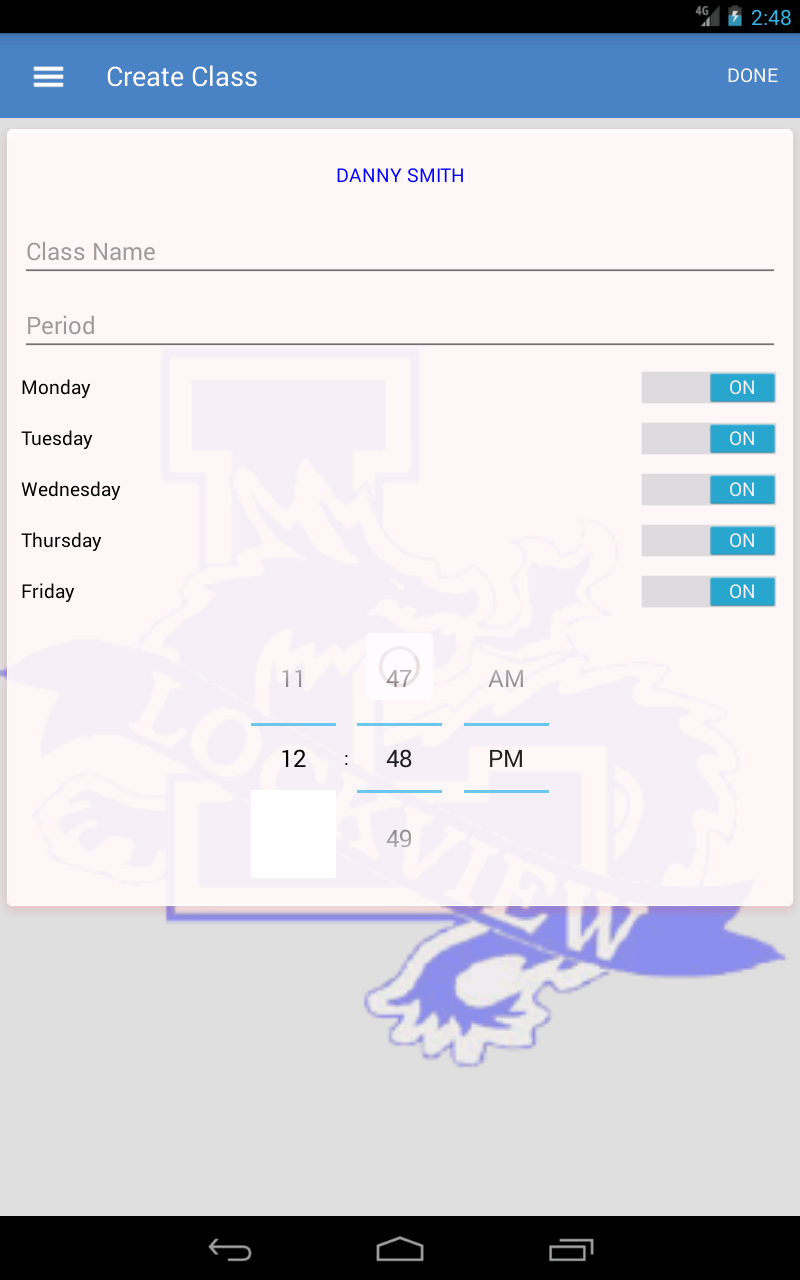 4G 2:48
Create Class DONE
DANNY SMITH
Class Name
Period
Monday ON
Tuesday ON
Wednesday ON
Thursday ON
Friday ON
11 47 AM
12 : 48 PM
49
LOCKVIEW